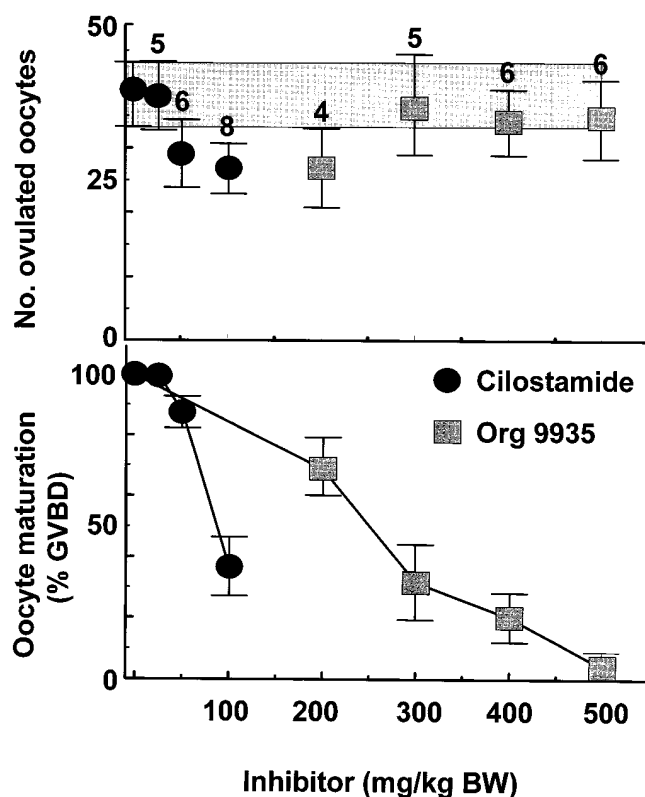 50
25
0
No. ovulated oocytes
5
6
8
4
5
6
6
100
50
0
Oocyte maturation
(% GVBD)
Cilostamide
Org 9935
100 200 300 400 500
Inhibitor (mg/kg BW)